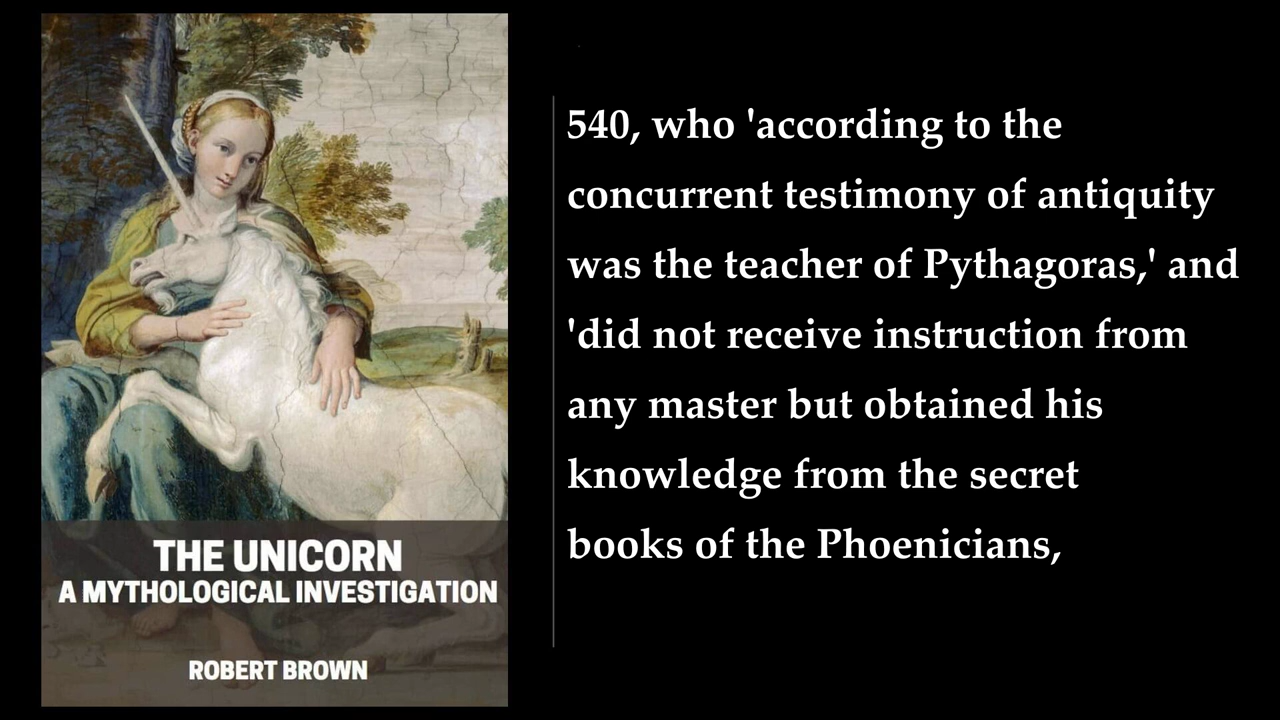 THE UNICORN
A MYTHOLOGICAL INVESTIGATION
ROBERT BROWN
540, who 'according to the
concurrent testimony of antiquity
was the teacher of Pythagoras,' and
'did not receive instruction from
any master but obtained his
knowledge from the secret
books of the Phoenicians,